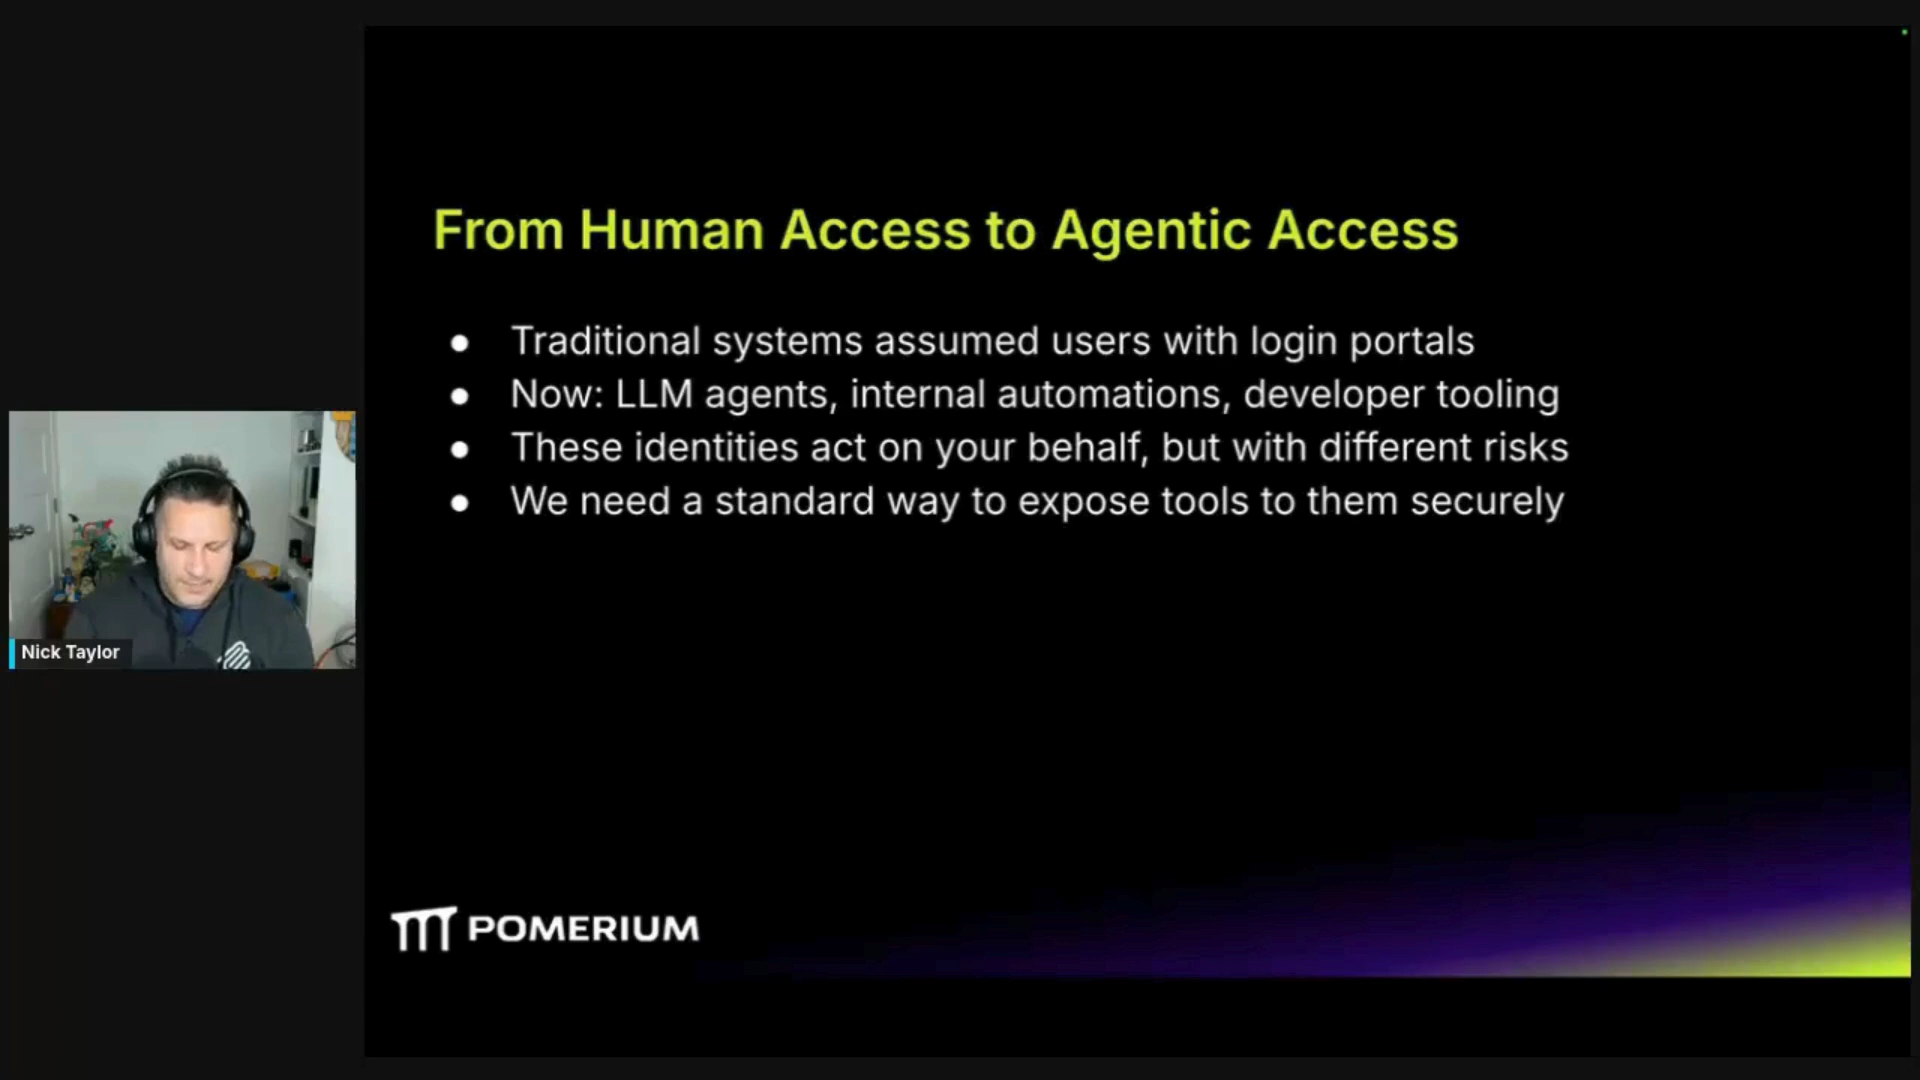 From Human Access to Agentic Access
● Traditional systems assumed users with login portals
● Now: LLM agents, internal automations, developer tooling
● These identities act on your behalf, but with different risks
● We need a standard way to expose tools to them securely
Nick Taylor
POMERIUM